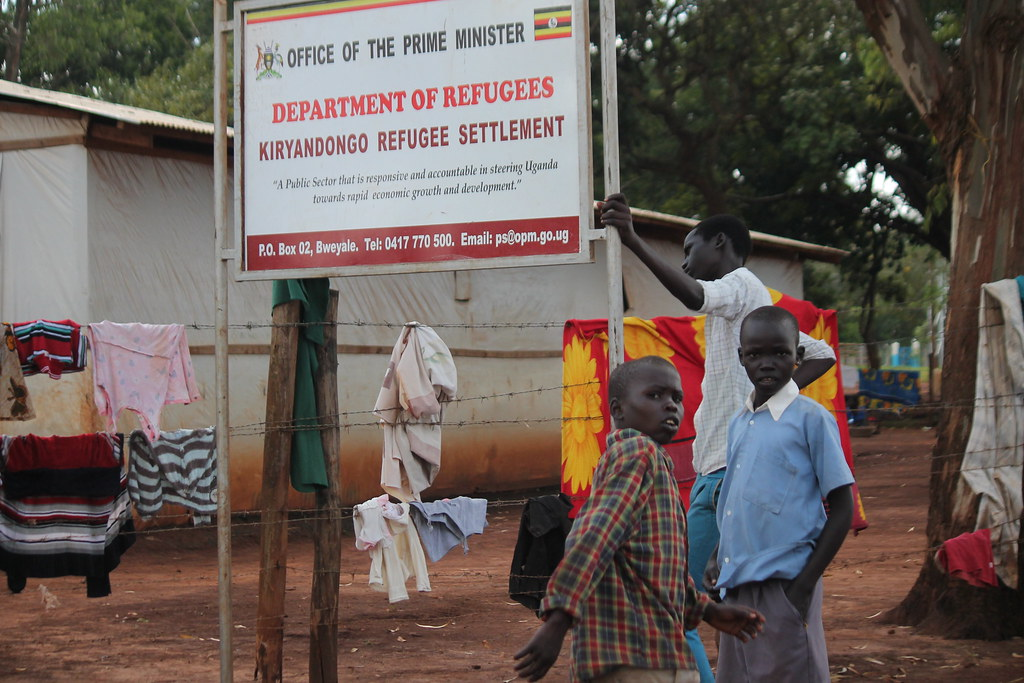 OFFICE OF THE PRIME MINISTER
DEPARTMENT OF REFUGEES
KIRYANDONGO REFUGEE SETTLEMENT
"A Public Sector that is responsive and accountable in steering Uganda
towards rapid economic growth and development."
P.O. Box 02, Bweyale. Tel: 0417 770 500. Email: ps@opm.go.ug